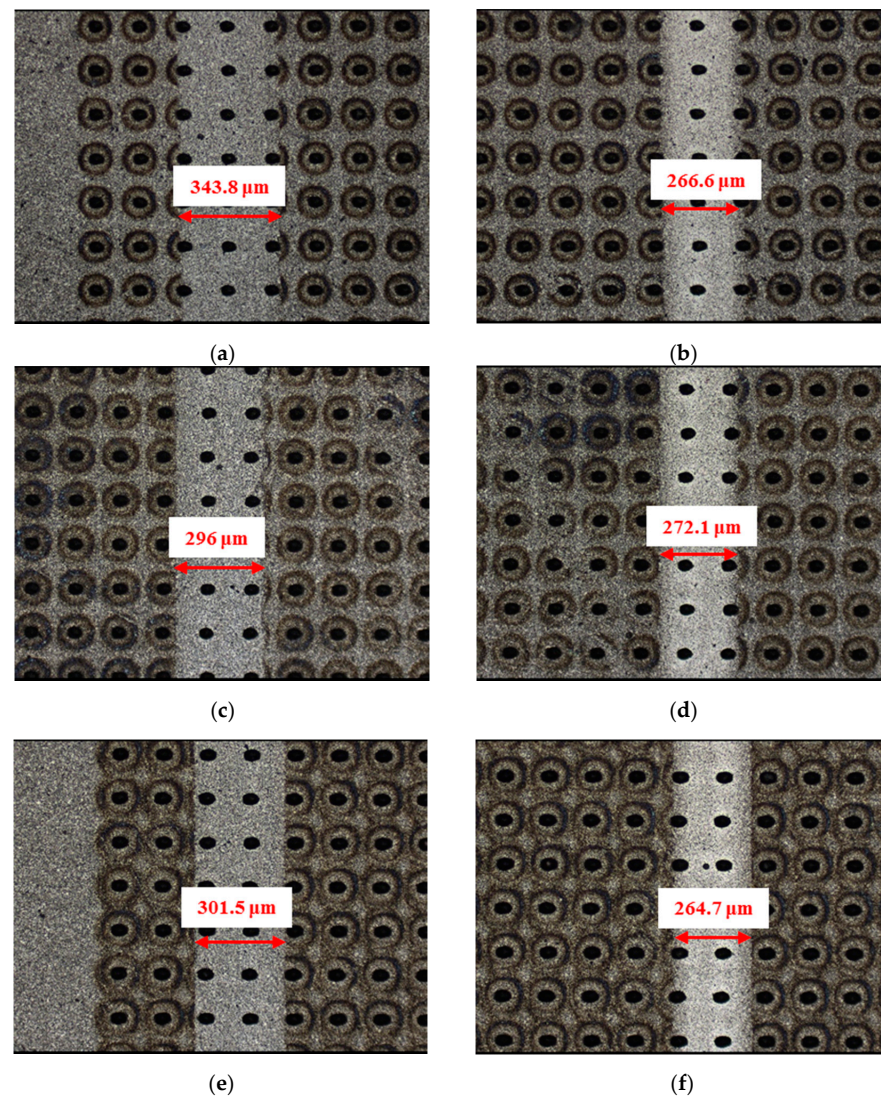 343.8 µm
266.6 µm
(a)
(b)
296 µm
272.1 µm
(c)
(d)
301.5 µm
264.7 µm
(e)
(f)